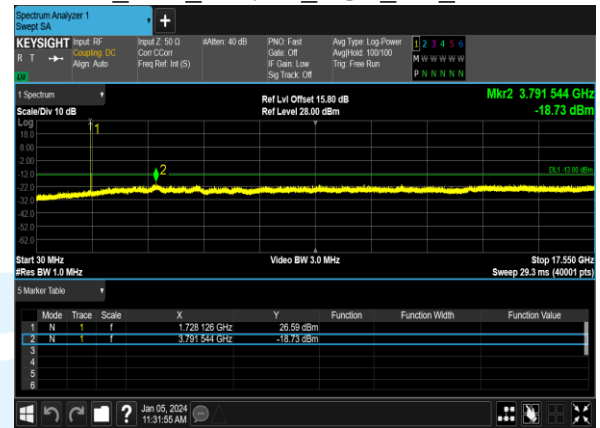 Spectrum Analyzer 1
Swept SA
KEYSIGHT Input: RF Input Z: 50 Ω #Atten: 40 dB PNO: Fast Avg Type: Log-Power 1 2 3 4 5 6
R T Coupling: DC Corr CCorr Gate: Off Avg|Hold: 100/100 M W W W W W
Align: Auto Freq Ref: Int (S) IF Gain: Low Trig: Free Run P N N N N N
Sig Track: Off
1 Spectrum Ref Lvl Offset 15.80 dB Mkr2 3.791 544 GHz
Scale/Div 10 dB Ref Level 28.00 dBm -18.73 dBm
Log
18.0
8.00
-2.00
-12.0
-22.0
-32.0
-42.0
-52.0
-62.0
1
2
DL1 -13.00 dBm
Start 30 MHz Video BW 3.0 MHz Stop 17.550 GHz
#Res BW 1.0 MHz Sweep 29.3 ms (40001 pts)
5 Marker Table
Mode Trace Scale X Y Function Function Width Function Value
1 N 1 f 1.728 126 GHz 26.59 dBm
2 N 1 f 3.791 544 GHz -18.73 dBm
3
4
5
6
? Jan 05, 2024
11:31:55 AM